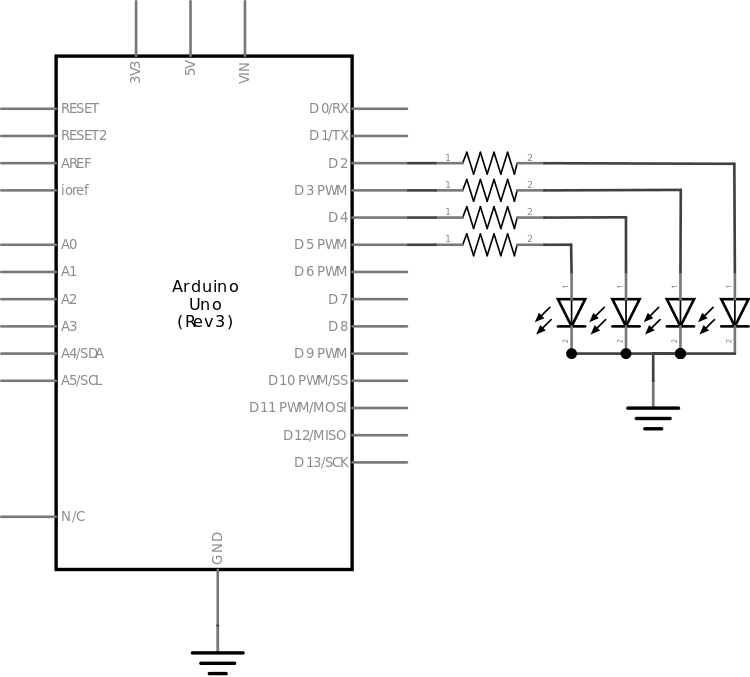 3V3
5V
VIN
RESET
RESET2
AREF
ioref
A0
A1
A2
A3
A4/SDA
A5/SCL
N/C
Arduino
Uno
(Rev3)
D0/RX
D1/TX
D2
D3 PWM
D4
D5 PWM
D6 PWM
D7
D8
D9 PWM
D10 PWM/SS
D11 PWM/MOSI
D12/MISO
D13/SCK
GND
1 2
1 2
1 2
1 2
1 1 1 1
2 2 2 2